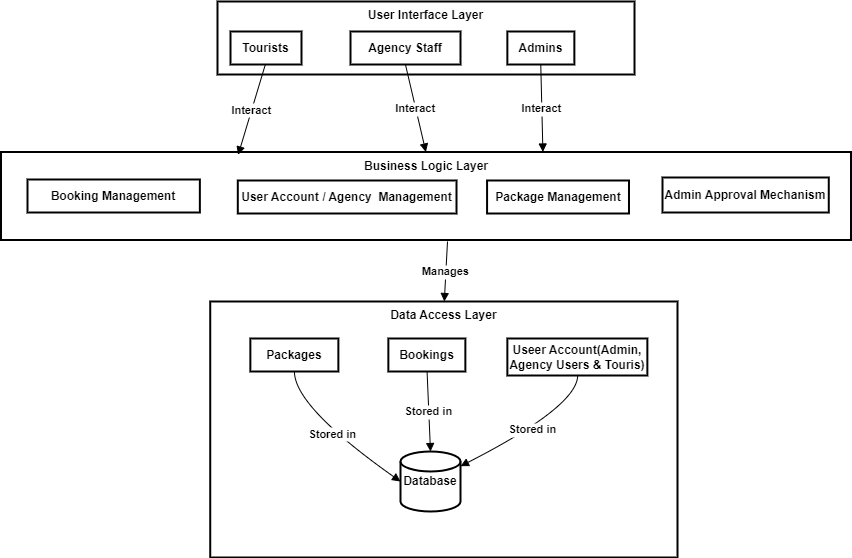 User Interface Layer
Tourists
Agency Staff
Admins
Interact
Interact
Interact
Business Logic Layer
Booking Management
User Account / Agency Management
Package Management
Admin Approval Mechanism
Manages
Data Access Layer
Packages
Bookings
Useer Account(Admin,
Agency Users & Touris)
Stored in
Stored in
Stored in
Database